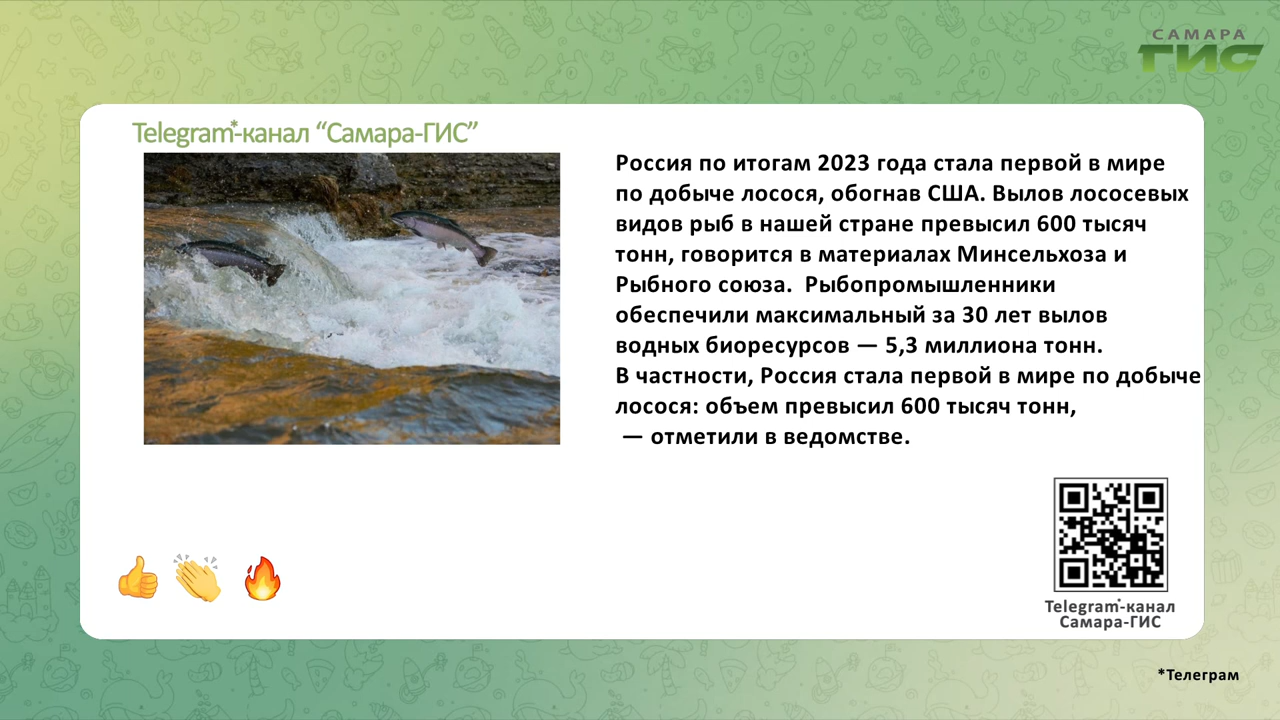 САМАРА
ГИС
Telegram*-канал “Самара-ГИС”
Россия по итогам 2023 года стала первой в мире
по добыче лосося, обогнав США. Вылов лососевых
видов рыб в нашей стране превысил 600 тысяч
тонн, говорится в материалах Минсельхоза и
Рыбного союза.  Рыбопромышленники
обеспечили максимальный за 30 лет вылов
водных биоресурсов — 5,3 миллиона тонн.
В частности, Россия стала первой в мире по добыче
лосося: объем превысил 600 тысяч тонн,
— отметили в ведомстве.
Telegram*-канал
Самара-ГИС
*Телеграм